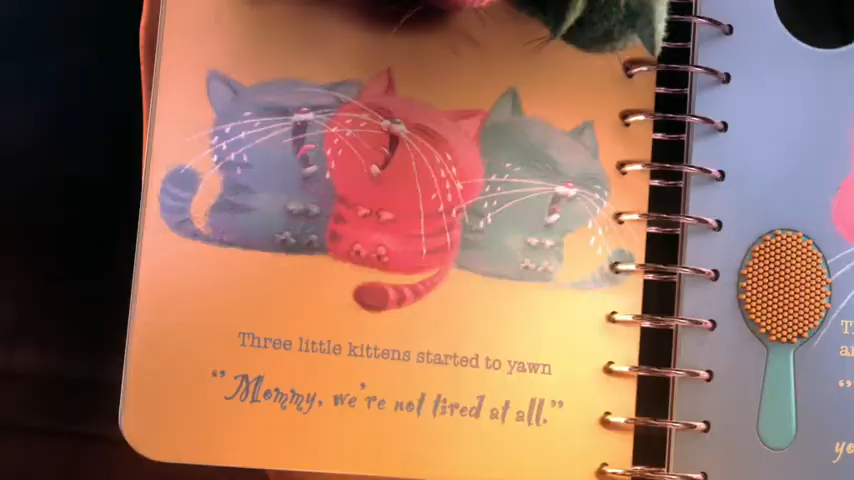 Three little kittens started to yawn
“Mommy, we're not tired at all.”